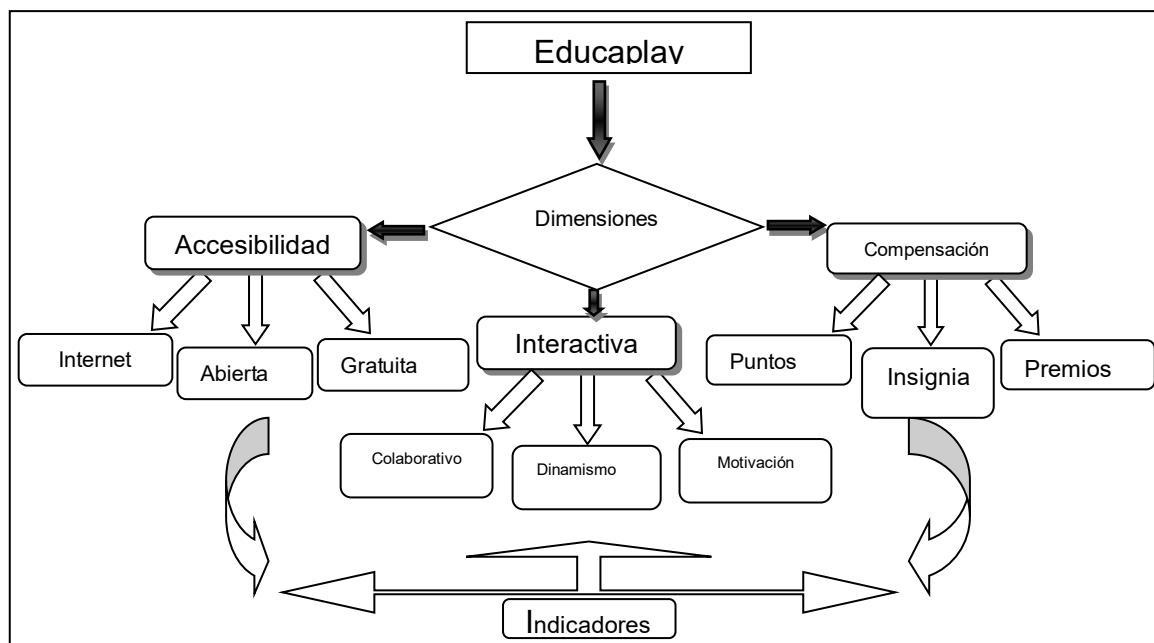 Educaplay
Dimensiones
Accesibilidad
Compensación
Interactiva
Internet
Abierta
Gratuita
Puntos
Insignia
Premios
Colaborativo
Dinamismo
Motivación
Indicadores